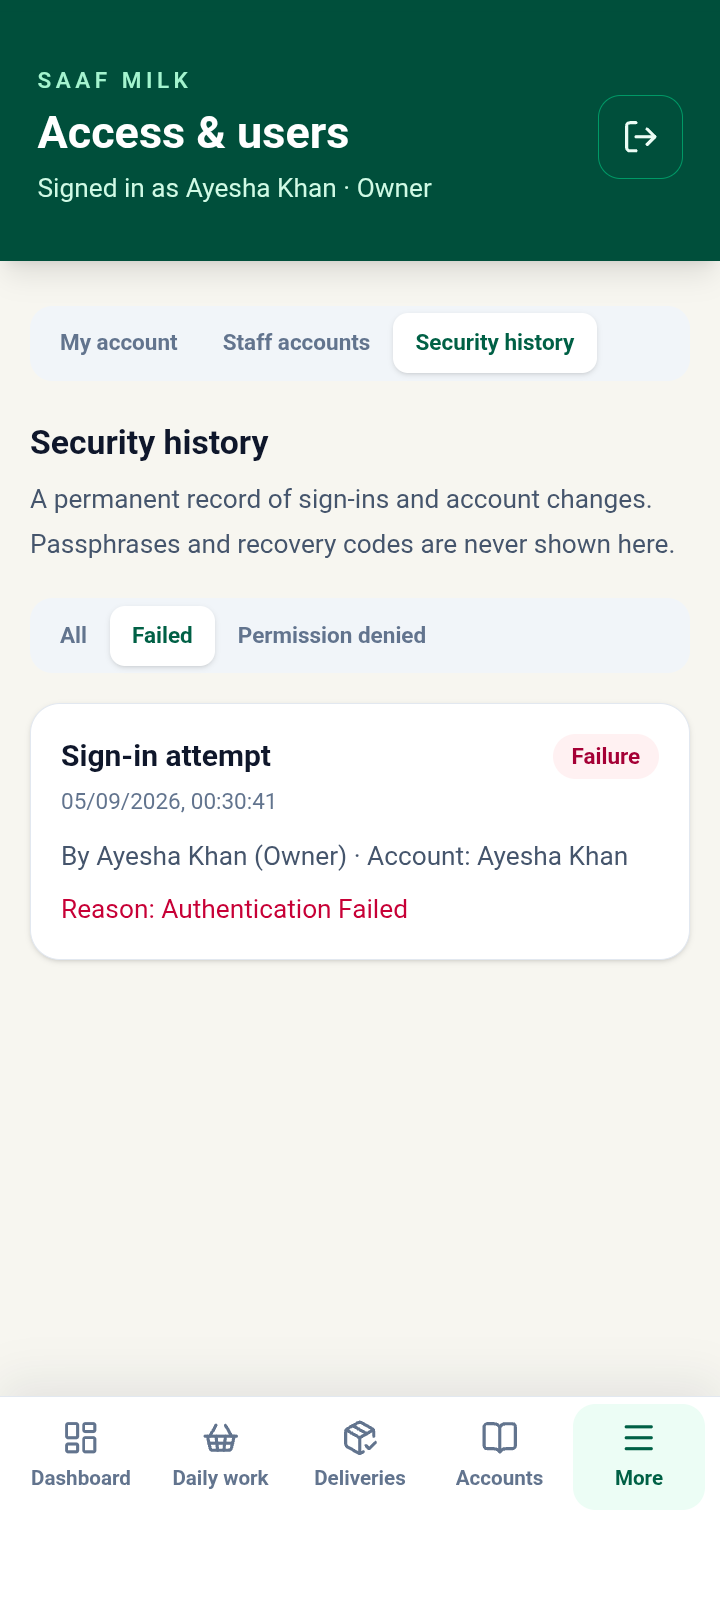 SAAF MILK
Access & users
Signed in as Ayesha Khan · Owner
My account
Staff accounts
Security history
Security history
A permanent record of sign-ins and account changes.
Passphrases and recovery codes are never shown here.
All
Failed
Permission denied
Sign-in attempt
Failure
05/09/2026, 00:30:41
By Ayesha Khan (Owner) · Account: Ayesha Khan
Reason: Authentication Failed
Dashboard
Daily work
Deliveries
Accounts
More